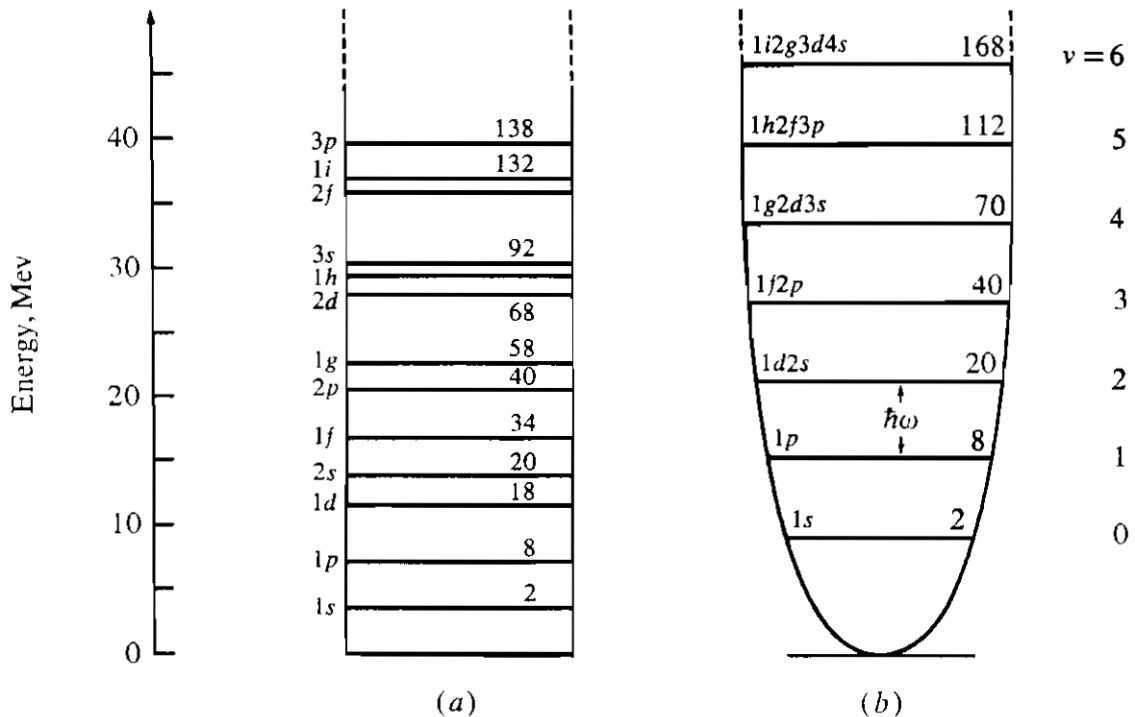 Energy, Mev
40
30
20
10
0
3p 138
1i 132
2f
3s 92
1h
2d
68
1g 58
2p 40
1f 34
2s 20
1d 18
1p 8
1s 2
(a)
1i2g3d4s 168 v = 6
1h2f3p 112 5
1g2d3s 70 4
1f2p 40 3
1d2s 20 2
ħω
1p 8 1
1s 2 0
(b)